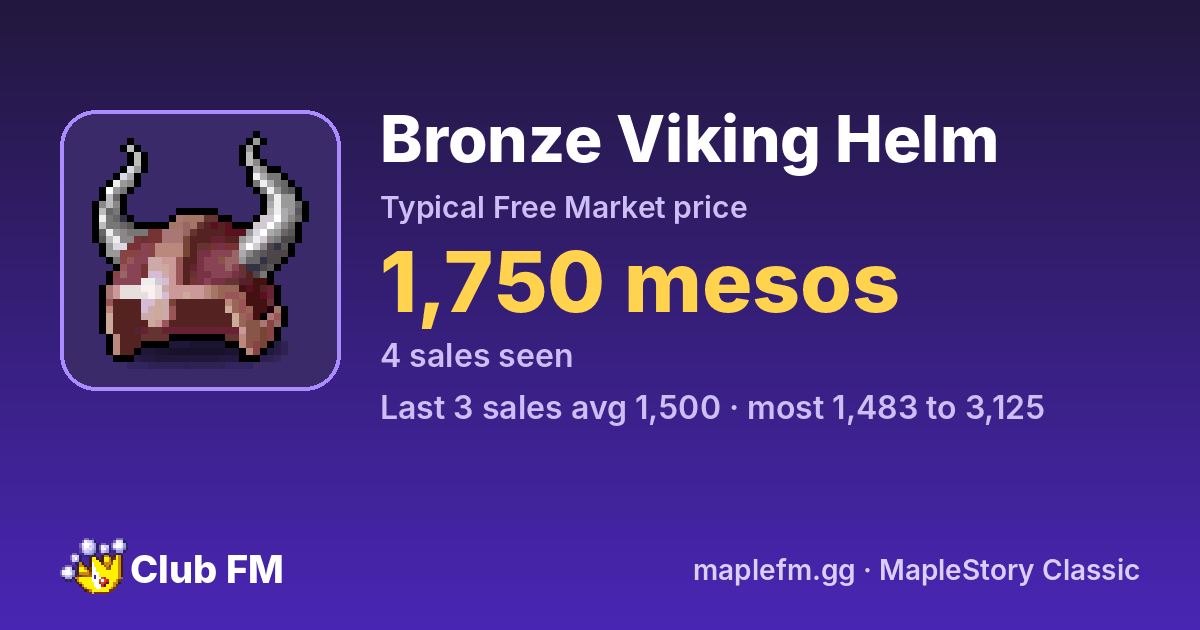 Bronze Viking Helm
Typical Free Market price
1,750 mesos
4 sales seen
Last 3 sales avg 1,500 · most 1,483 to 3,125
Club FM
maplefm.gg · MapleStory Classic